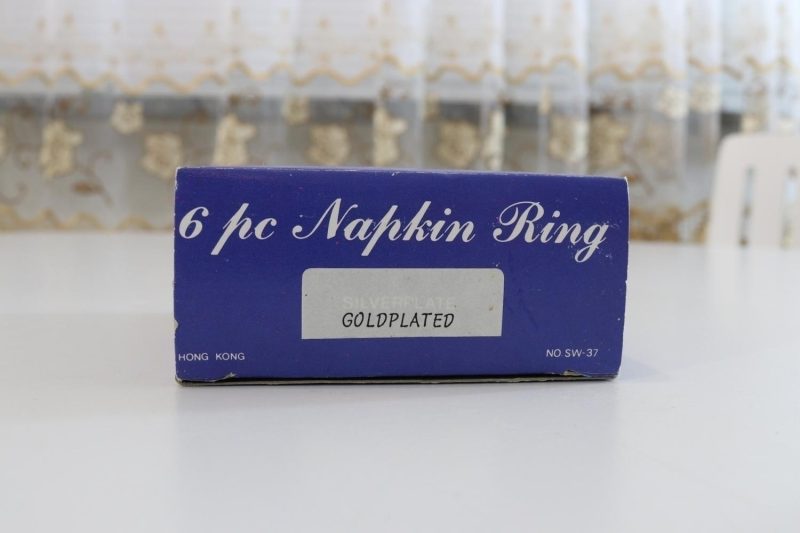 6 pc Napkin Ring
SILVERPLATE
GOLDPLATED
HONG KONG
NO. SW-37